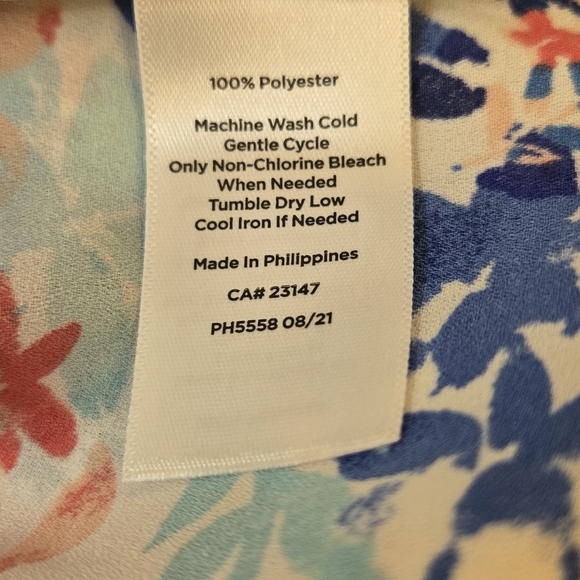 100% Polyester
Machine Wash Cold
Gentle Cycle
Only Non-Chlorine Bleach
When Needed
Tumble Dry Low
Cool Iron If Needed
Made In Philippines
CA# 23147
PH5558 08/21